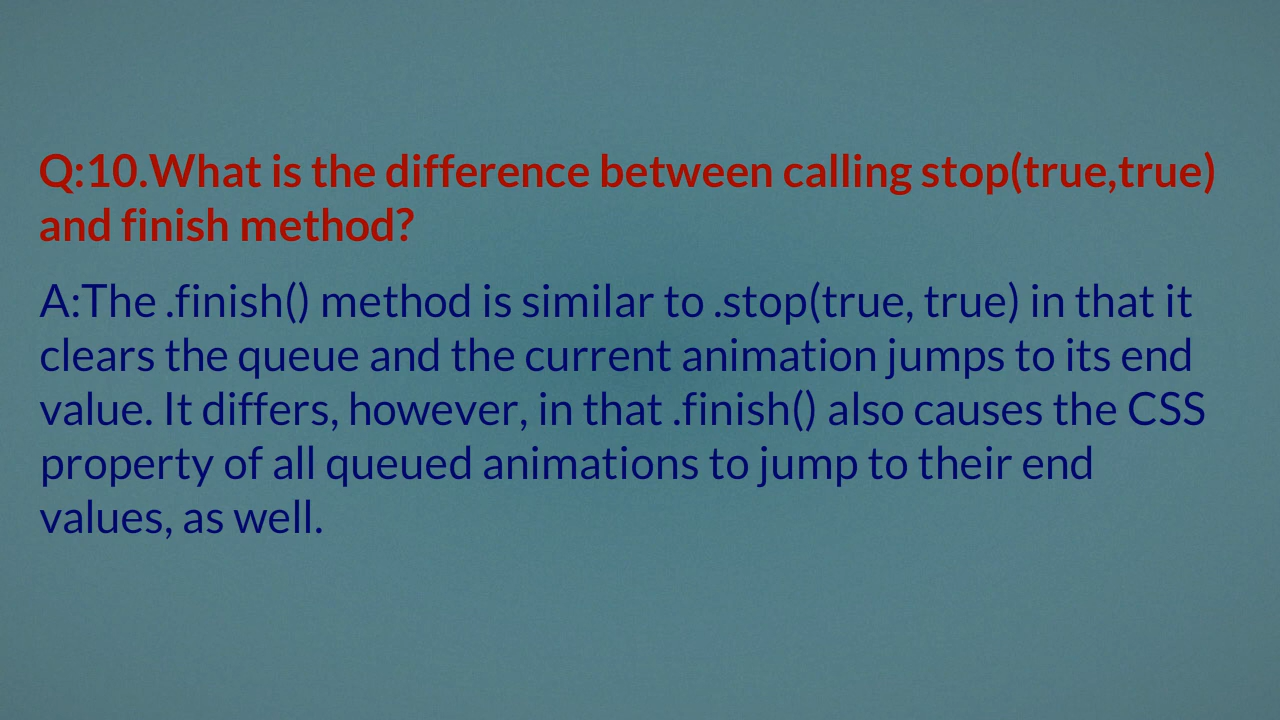 Q:10.What is the difference between calling stop(true,true)
and finish method?
A:The .finish() method is similar to .stop(true, true) in that it
clears the queue and the current animation jumps to its end
value. It differs, however, in that .finish() also causes the CSS
property of all queued animations to jump to their end
values, as well.